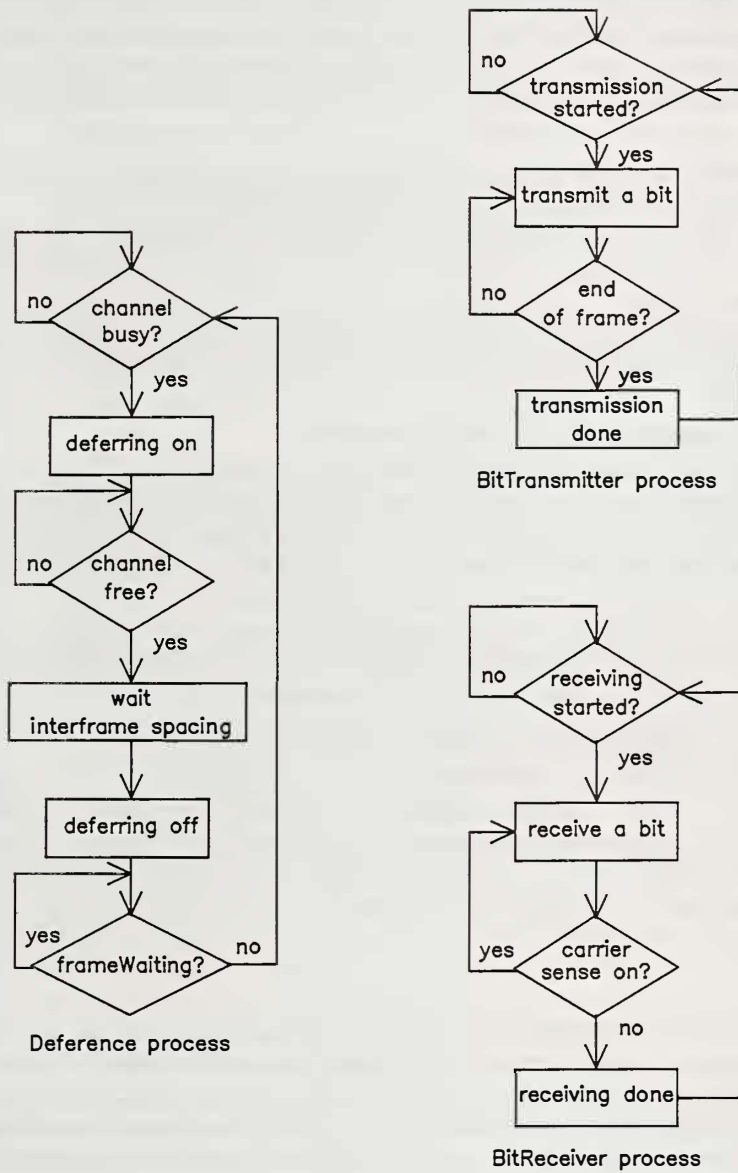 no
channel
busy?
yes
deferring on
no
channel
free?
yes
wait
interframe spacing
deferring off
yes
frameWaiting?
no
Deference process
no
transmission
started?
yes
transmit a bit
no
end
of frame?
yes
transmission
done
BitTransmitter process
no
receiving
started?
yes
receive a bit
yes
carrier
sense on?
no
receiving done
BitReceiver process